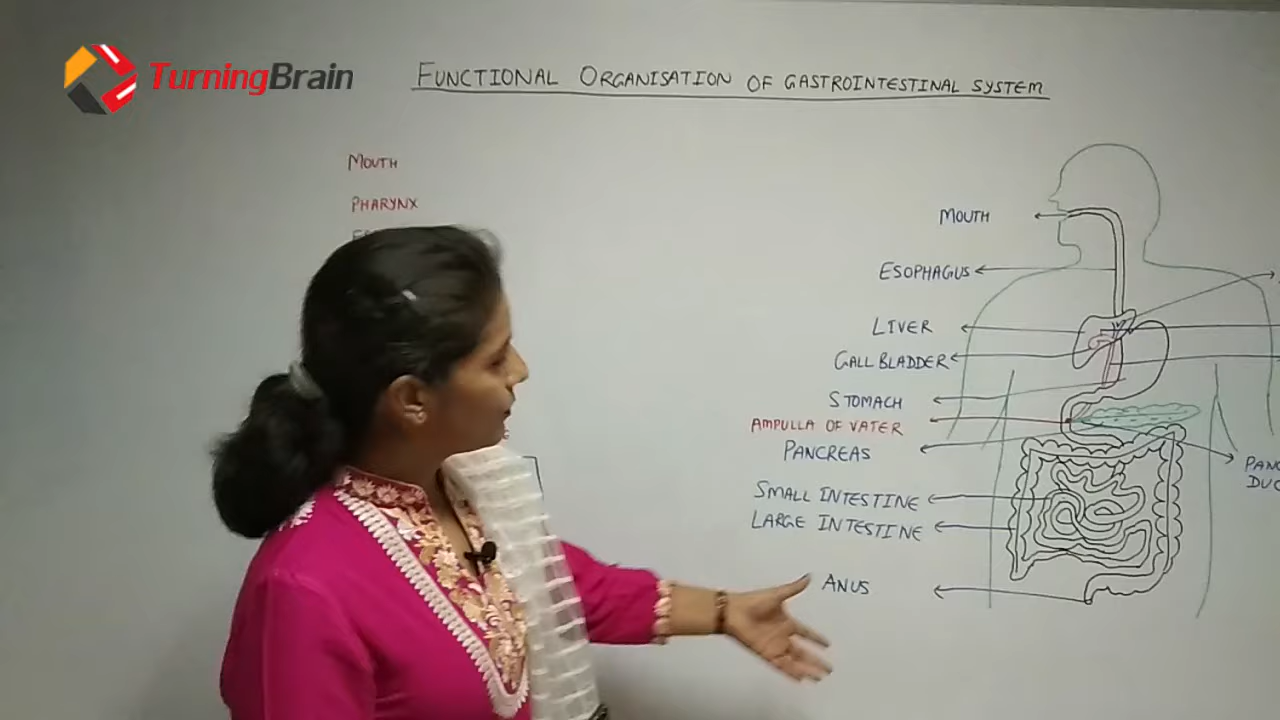 TurningBrain
FUNCTIONAL ORGANISATION OF GASTROINTESTINAL SYSTEM
MOUTH
PHARYNX
MOUTH
ESOPHAGUS
LIVER
GALL BLADDER
STOMACH
AMPULLA OF VATER
PANCREAS
SMALL INTESTINE
LARGE INTESTINE
ANUS